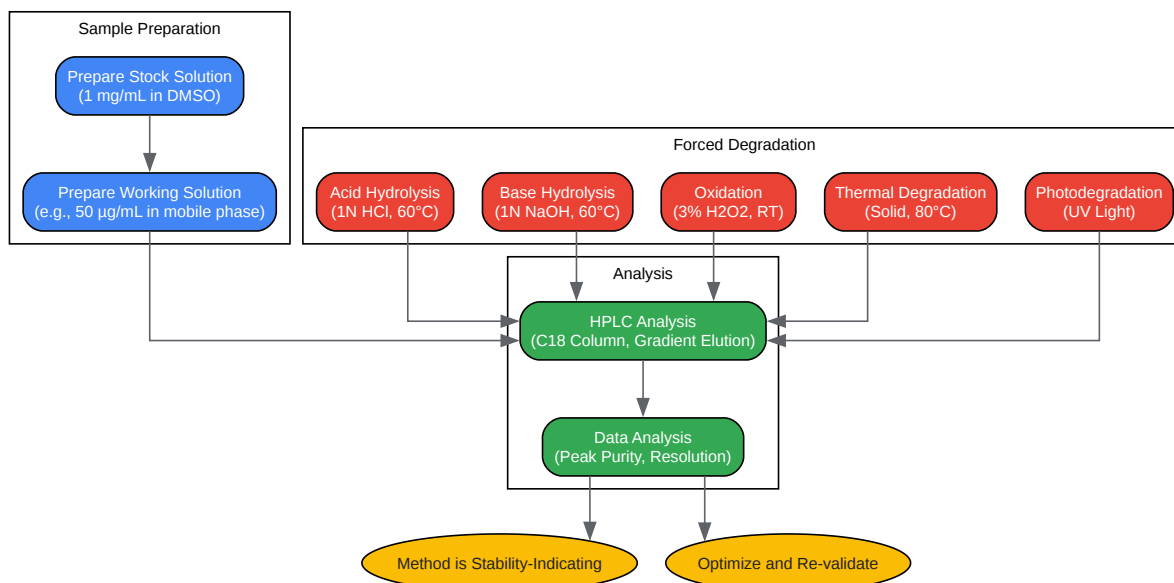 Sample Preparation
Prepare Stock Solution
(1 mg/mL in DMSO)
Prepare Working Solution
(e.g., 50 µg/mL in mobile phase)
Forced Degradation
Acid Hydrolysis
(1N HCl, 60°C)
Base Hydrolysis
(1N NaOH, 60°C)
Oxidation
(3% H2O2, RT)
Thermal Degradation
(Solid, 80°C)
Photodegradation
(UV Light)
Analysis
HPLC Analysis
(C18 Column, Gradient Elution)
Data Analysis
(Peak Purity, Resolution)
Method is Stability-Indicating
Optimize and Re-validate